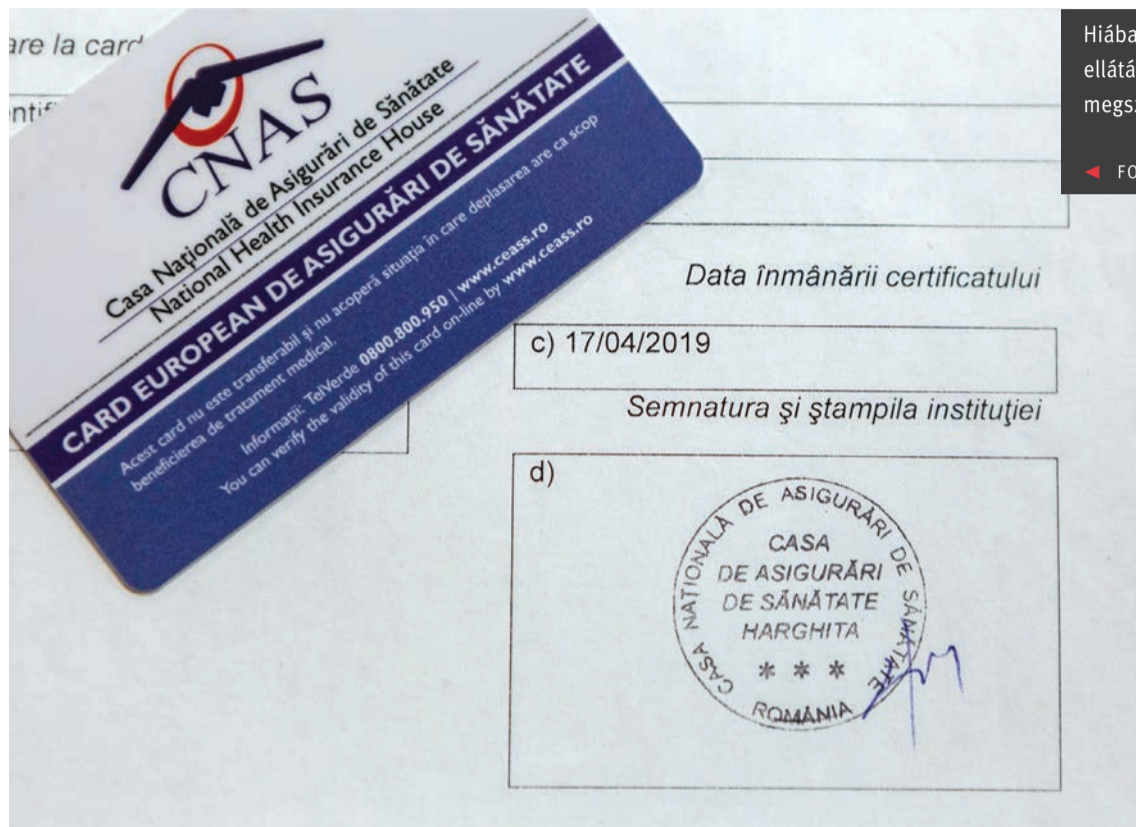 are la card
CNAS
Casa Națională de Asigurări de Sănătate
National Health Insurance House
CARD EUROPEAN DE ASIGURĂRI DE SĂNĂTATE
Acest card nu este transferabil și nu acoperă situația în care deplasarea are ca scop
beneficierea de tratament medical.
Informații: TelVerde 0800.800.950 | www.ceass.ro
You can verify the validity of this card on-line by www.ceass.ro
Data înmânării certificatului
c) 17/04/2019
Semnatura şi ştampila instituţiei
d)
CASA NAȚIONALĂ DE ASIGURĂRI DE SĂNĂTATE
CASA
DE ASIGURĂRI
DE SĂNĂTATE
HARGHITA
* * *
ROMÂNIA
Hiába
ellátá
megs
◄ FO